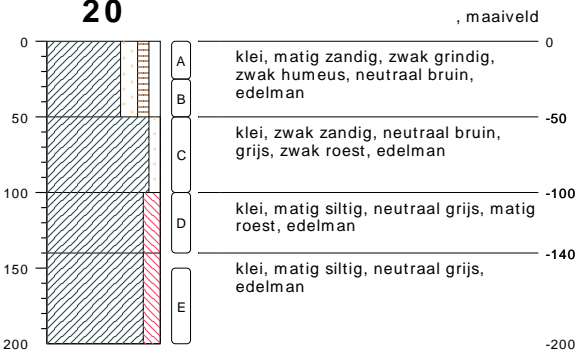 20
, maaiveld
0
0
A
klei, matig zandig, zwak grindig,
zwak humeus, neutraal bruin,
edelman
B
50
-50
klei, zwak zandig, neutraal bruin,
grijs, zwak roest, edelman
C
100
-100
klei, matig siltig, neutraal grijs, matig
roest, edelman
D
-140
150
klei, matig siltig, neutraal grijs,
edelman
E
200
-200